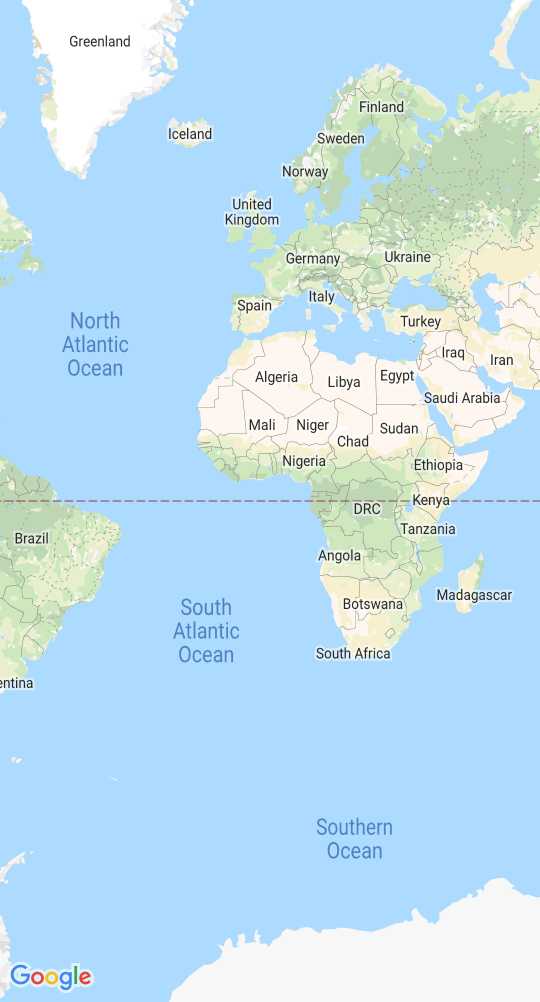 Greenland
Finland
Iceland
Sweden
Norway
United
Kingdom
Ukraine
Germany
Italy
Spain
Turkey
North
Atlantic
Ocean
Iraq
Iran
Algeria
Egypt
Libya
Saudi Arabia
Mali
Niger
Sudan
Chad
Nigeria
Ethiopia
Kenya
DRC
Tanzania
Brazil
Angola
Madagascar
Botswana
South
Atlantic
Ocean
South Africa
entina
Southern
Ocean
Google